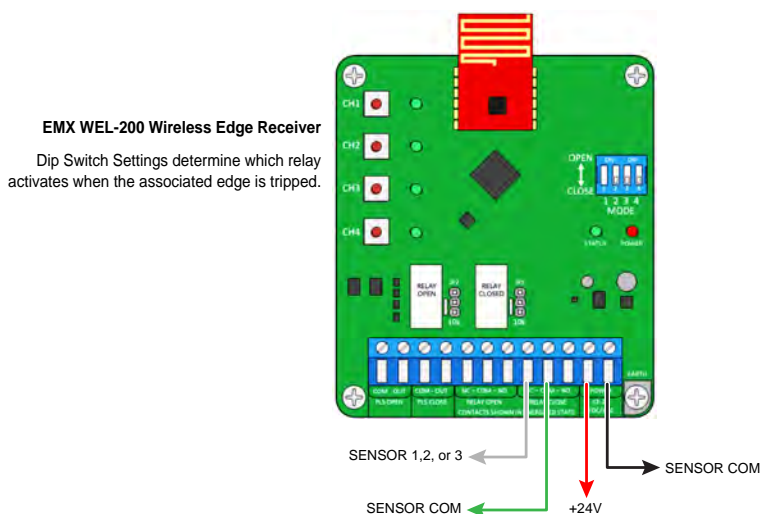 EMX WEL-200 Wireless Edge Receiver
Dip Switch Settings determine which relay
activates when the associated edge is tripped.
CH1
CH2
CH3
CH4
OPEN
CLOSE
1 2 3 4
MODE
STATUS POWER
RELAY
OPEN
10k
RELAY
CLOSED
10k
EARTH
COM OUT
COM - OUT
NC - COM - NO
COM - NO
PLS OPEN
PLS CLOSE
RELAY OPEN
RELAY CLOSE
CONTACTS SHOWN IN
SENSOR 1,2, or 3
SENSOR COM
+24V
SENSOR COM